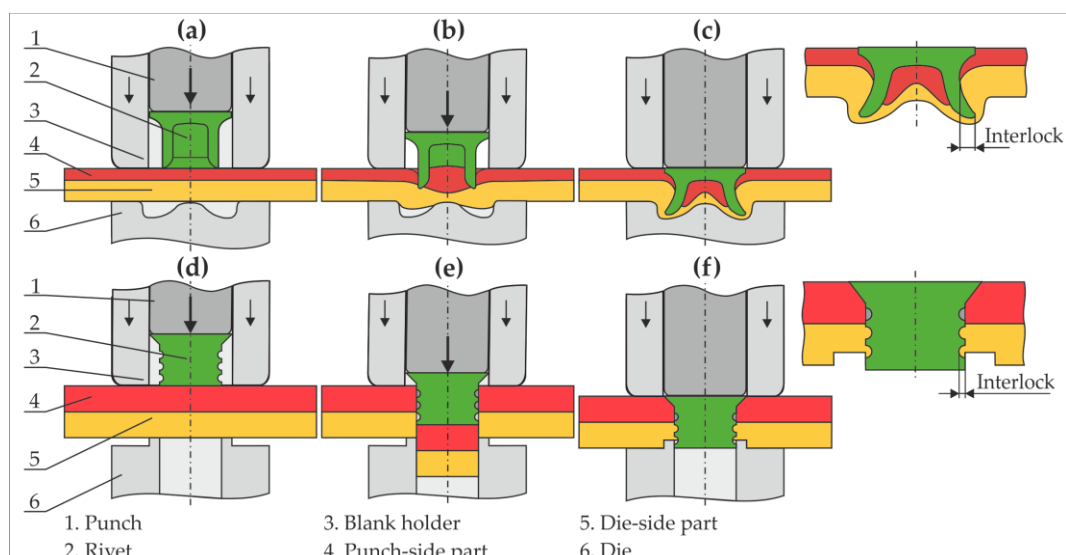 (a) (b) (c)
1
2
3
4
5
6
Interlock
(d) (e) (f)
1
2
3
4
5
6
Interlock
1. Punch 3. Blank holder 5. Die-side part
2. Rivet 4. Punch-side part 6. Die